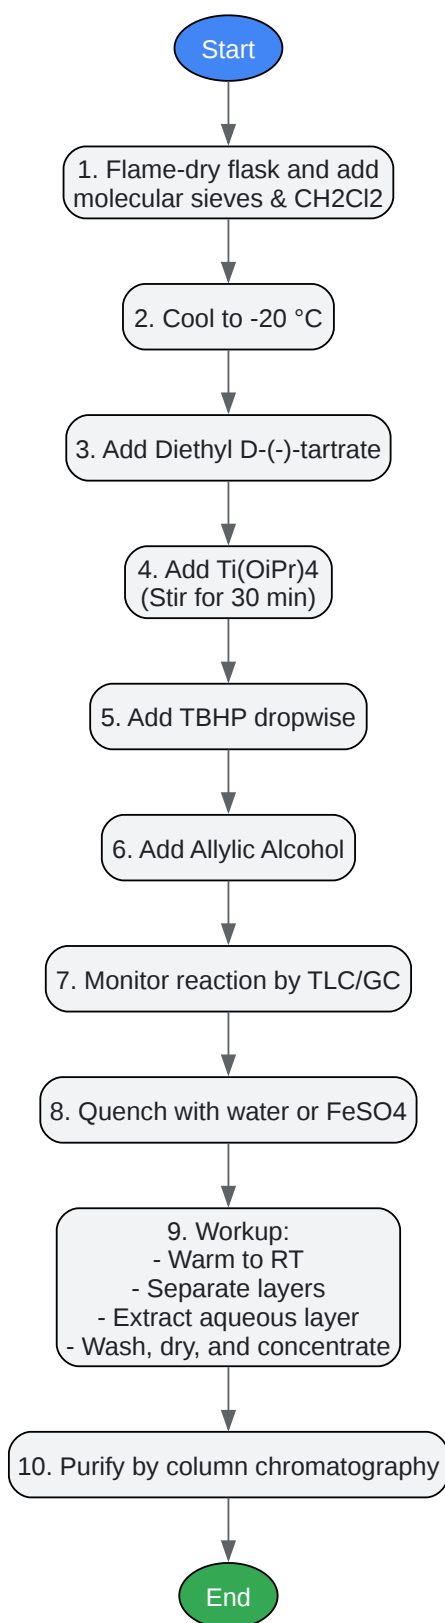 Start
1. Flame-dry flask and add
molecular sieves & CH2Cl2
2. Cool to -20 °C
3. Add Diethyl D-(-)-tartrate
4. Add Ti(OiPr)4
(Stir for 30 min)
5. Add TBHP dropwise
6. Add Allylic Alcohol
7. Monitor reaction by TLC/GC
8. Quench with water or FeSO4
9. Workup:
- Warm to RT
- Separate layers
- Extract aqueous layer
- Wash, dry, and concentrate
10. Purify by column chromatography
End